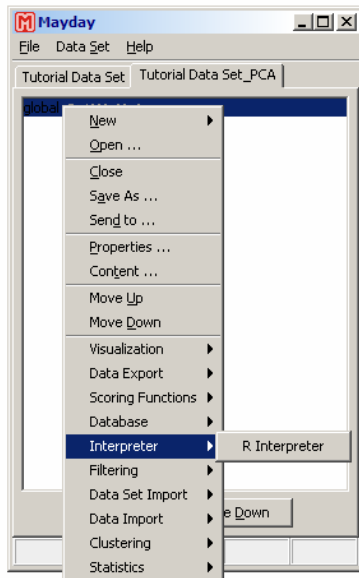 Mayday
File Data Set Help
Tutorial Data Set Tutorial Data Set_PCA
global
New
Open ...
Close
Save As ...
Send to ...
Properties ...
Content ...
Move Up
Move Down
Visualization
Data Export
Scoring Functions
Database
Interpreter R Interpreter
Filtering
Data Set Import
Data Import
e Down
Clustering
Statistics